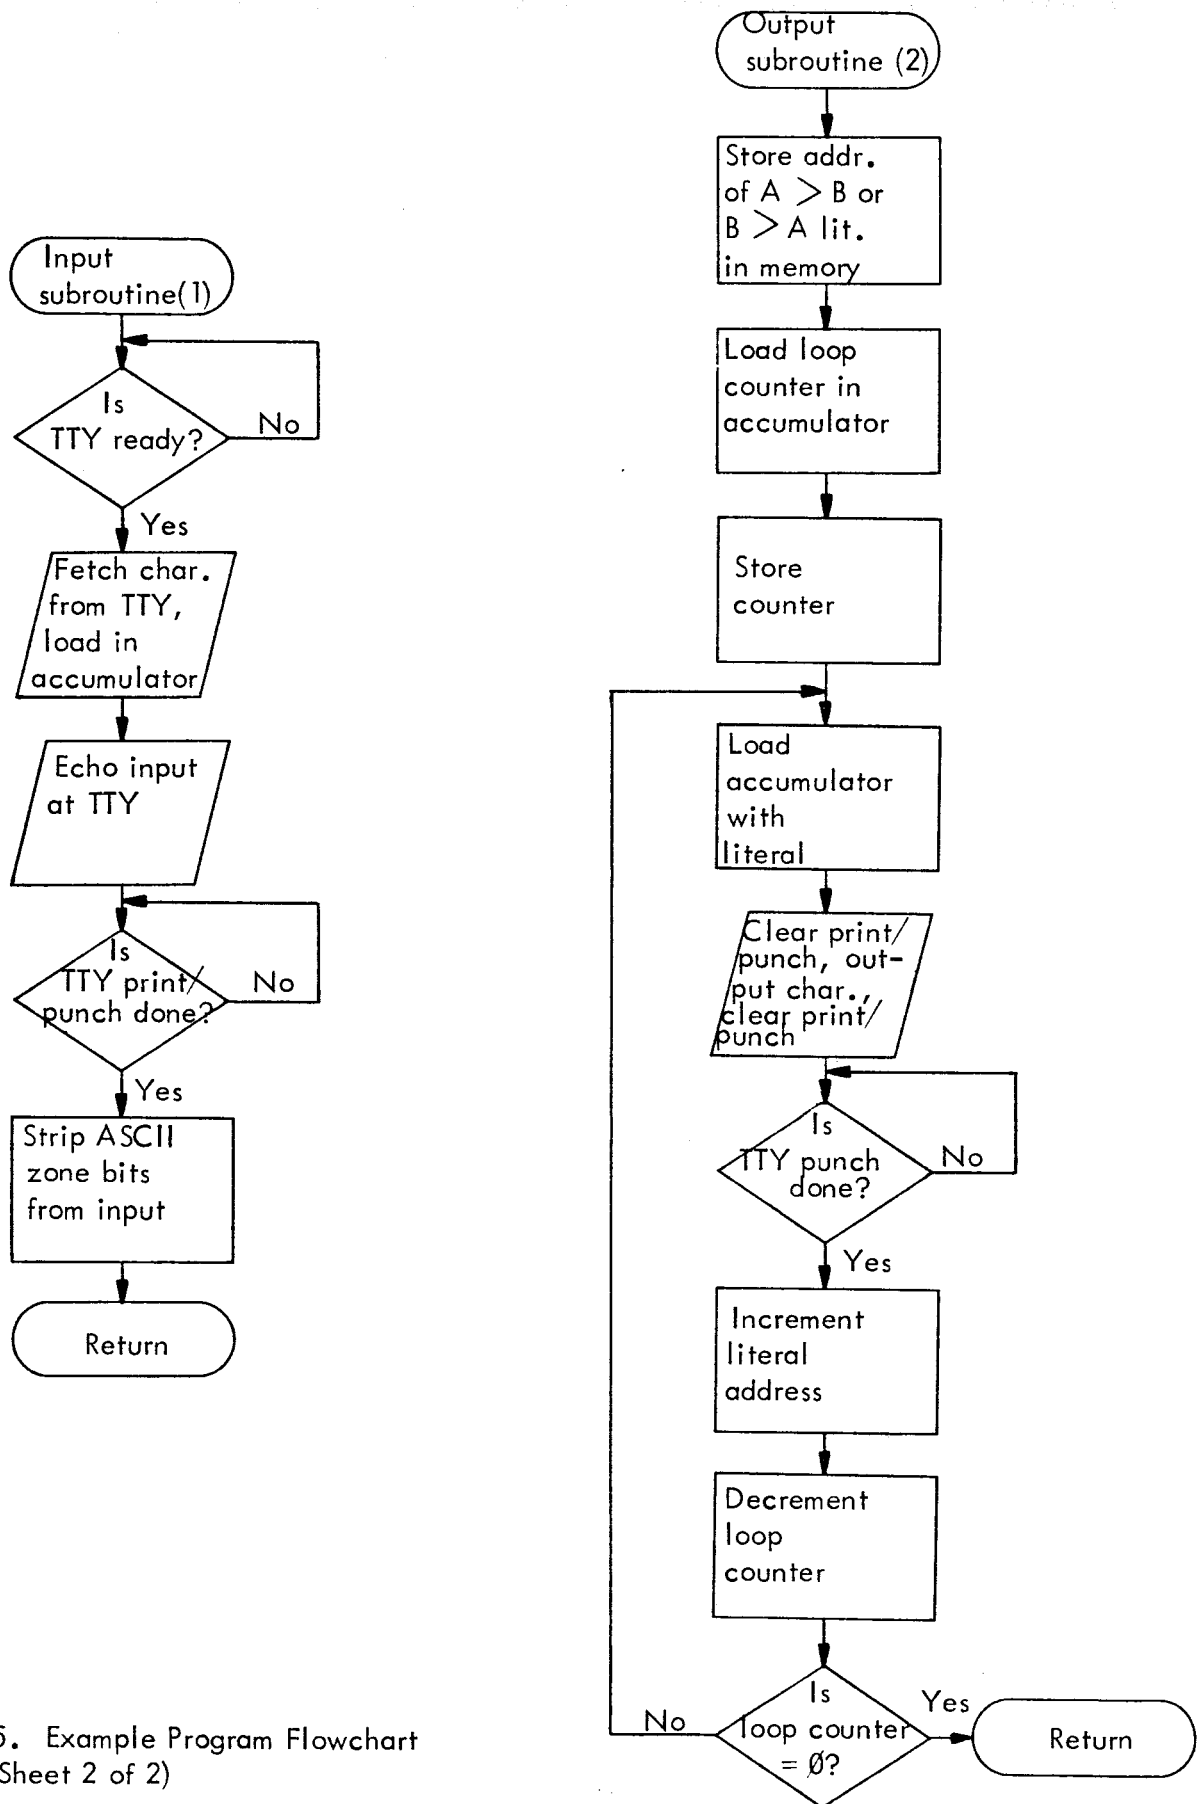 Input
subroutine(1)
Is
TTY ready?
No
Yes
Fetch char.
from TTY,
load in
accumulator
Echo input
at TTY
Is
TTY print/
punch done?
No
Yes
Strip ASCII
zone bits
from input
Return
Output
subroutine (2)
Store addr.
of A > B or
B > A lit.
in memory
Load loop
counter in
accumulator
Store
counter
Load
accumulator
with
literal
Clear print/
punch, out-
put char.,
clear print/
punch
Is
TTY punch
done?
No
Yes
Increment
literal
address
Decrement
loop
counter
Is
loop counter
= Ø?
No
Yes
Return
. Example Program Flowchart
Sheet 2 of 2)